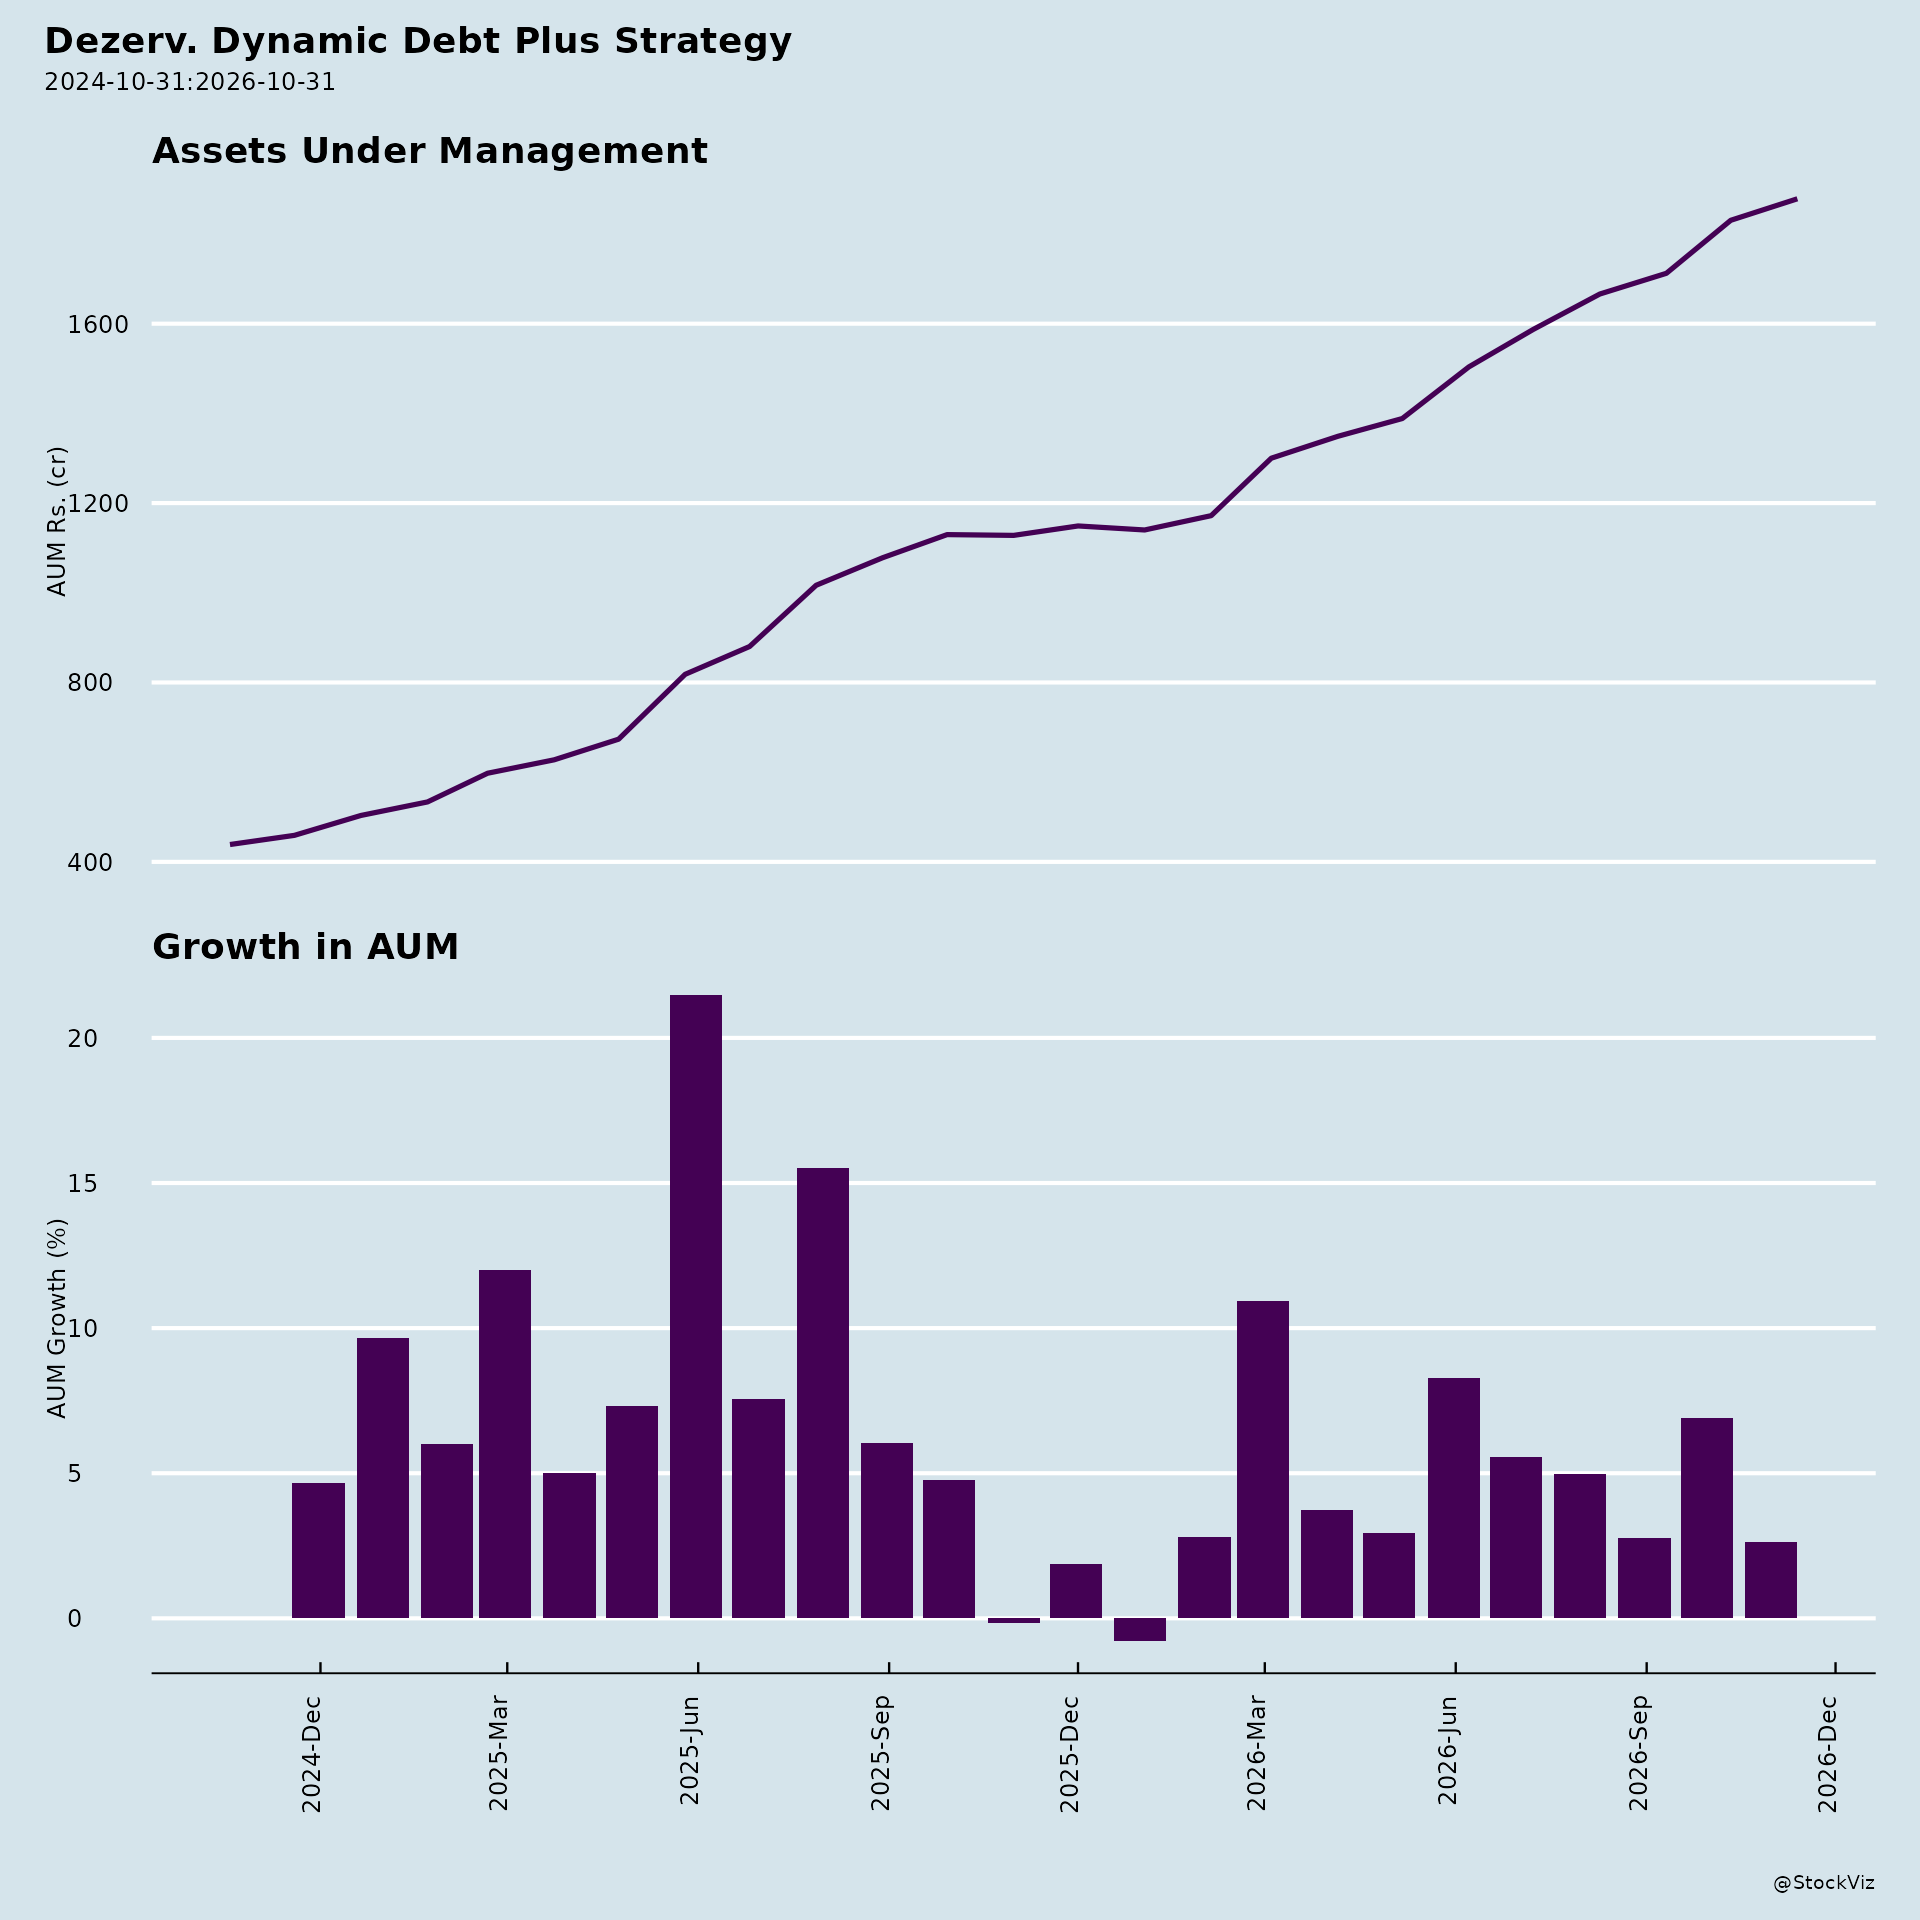 Dezerv. Dynamic Debt Plus Strategy
2024-10-31:2026-10-31
Assets Under Management
AUM Rs. (cr)
1600
1200
800
400
Growth in AUM
AUM Growth (%)
20
15
10
5
0
2024-Dec
2025-Mar
2025-Jun
2025-Sep
2025-Dec
2026-Mar
2026-Jun
2026-Sep
2026-Dec
@StockViz